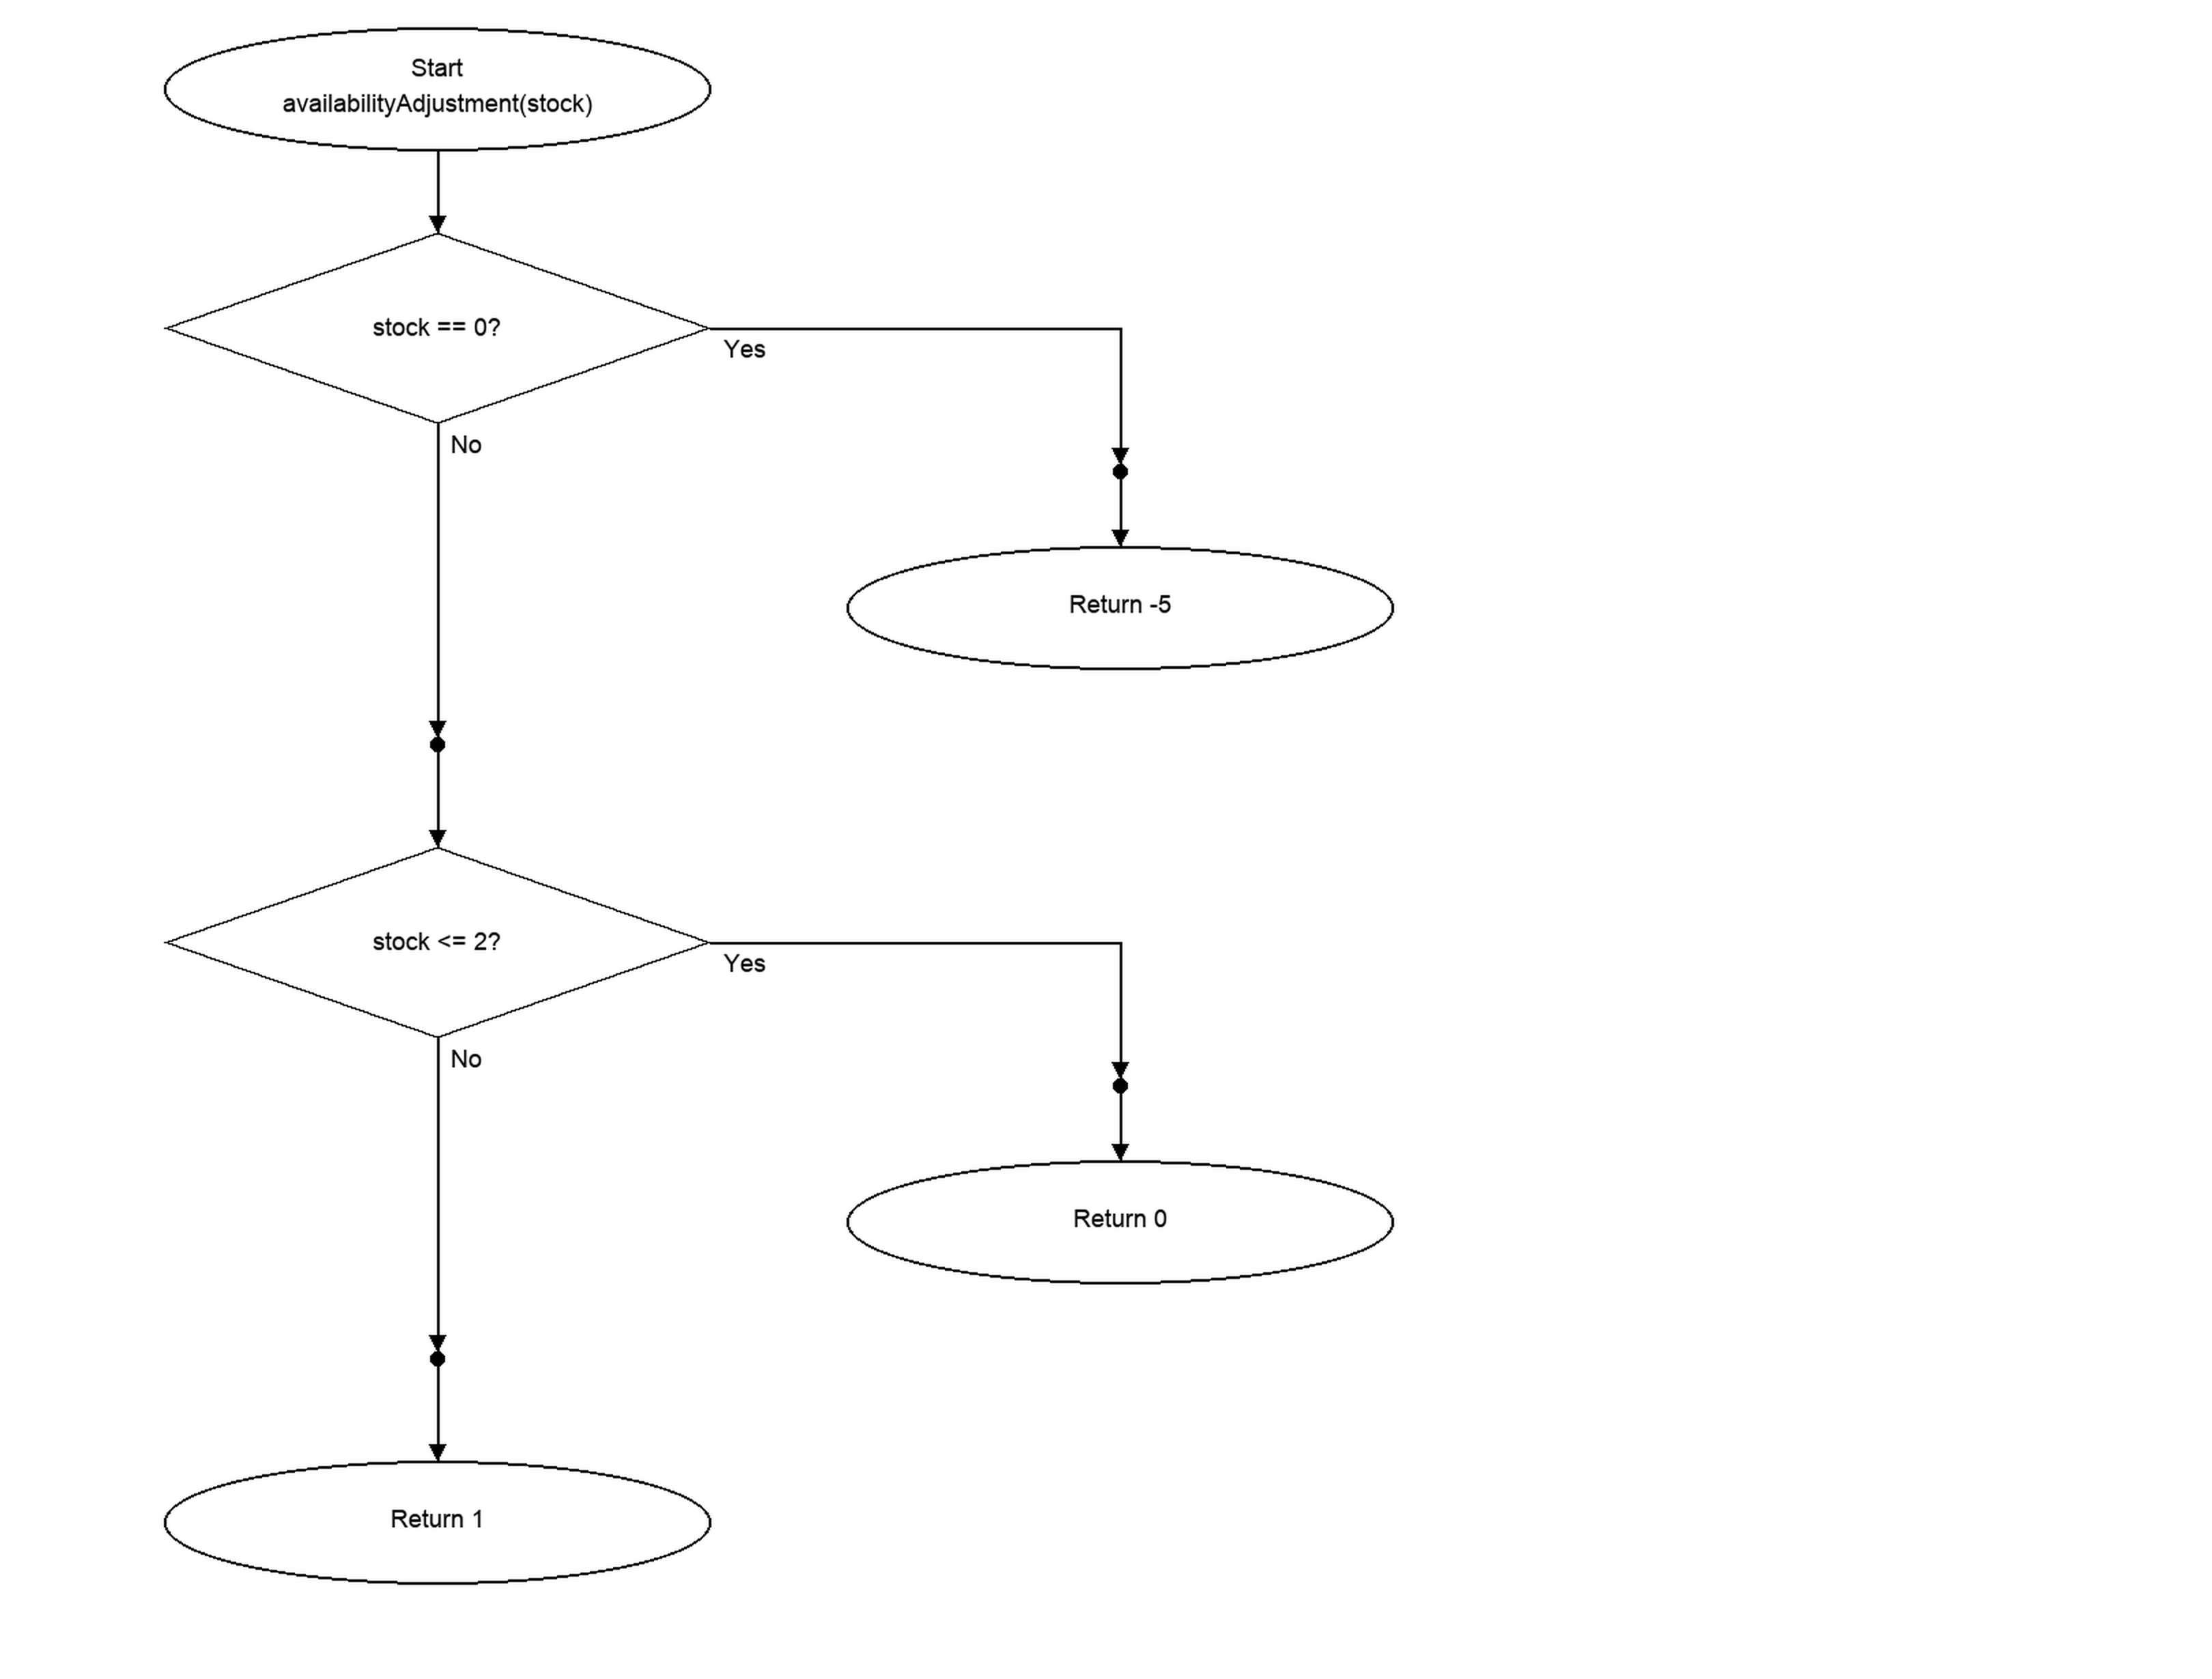 Start
availabilityAdjustment(stock)
stock == 0?
Yes
No
Return -5
stock <= 2?
Yes
No
Return 0
Return 1